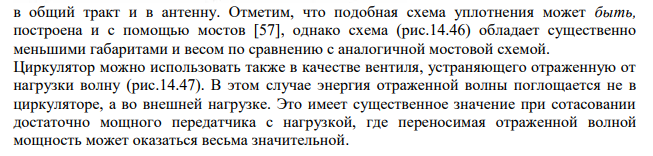 в общий тракт и в антенну. Отметим, что подобная схема уплотнения может быть,
построена и с помощью мостов [57], однако схема (рис.14.46) обладает существенно
меньшими габаритами и весом по сравнению с аналогичной мостовой схемой.
Циркулятор можно использовать также в качестве вентиля, устраняющего отраженную от
нагрузки волну (рис.14.47). В этом случае энергия отраженной волны поглощается не в
циркуляторе, а во внешней нагрузке. Это имеет существенное значение при сотасовании
достаточно мощного передатчика с нагрузкой, где переносимая отраженной волной
мощность может оказаться весьма значительной.